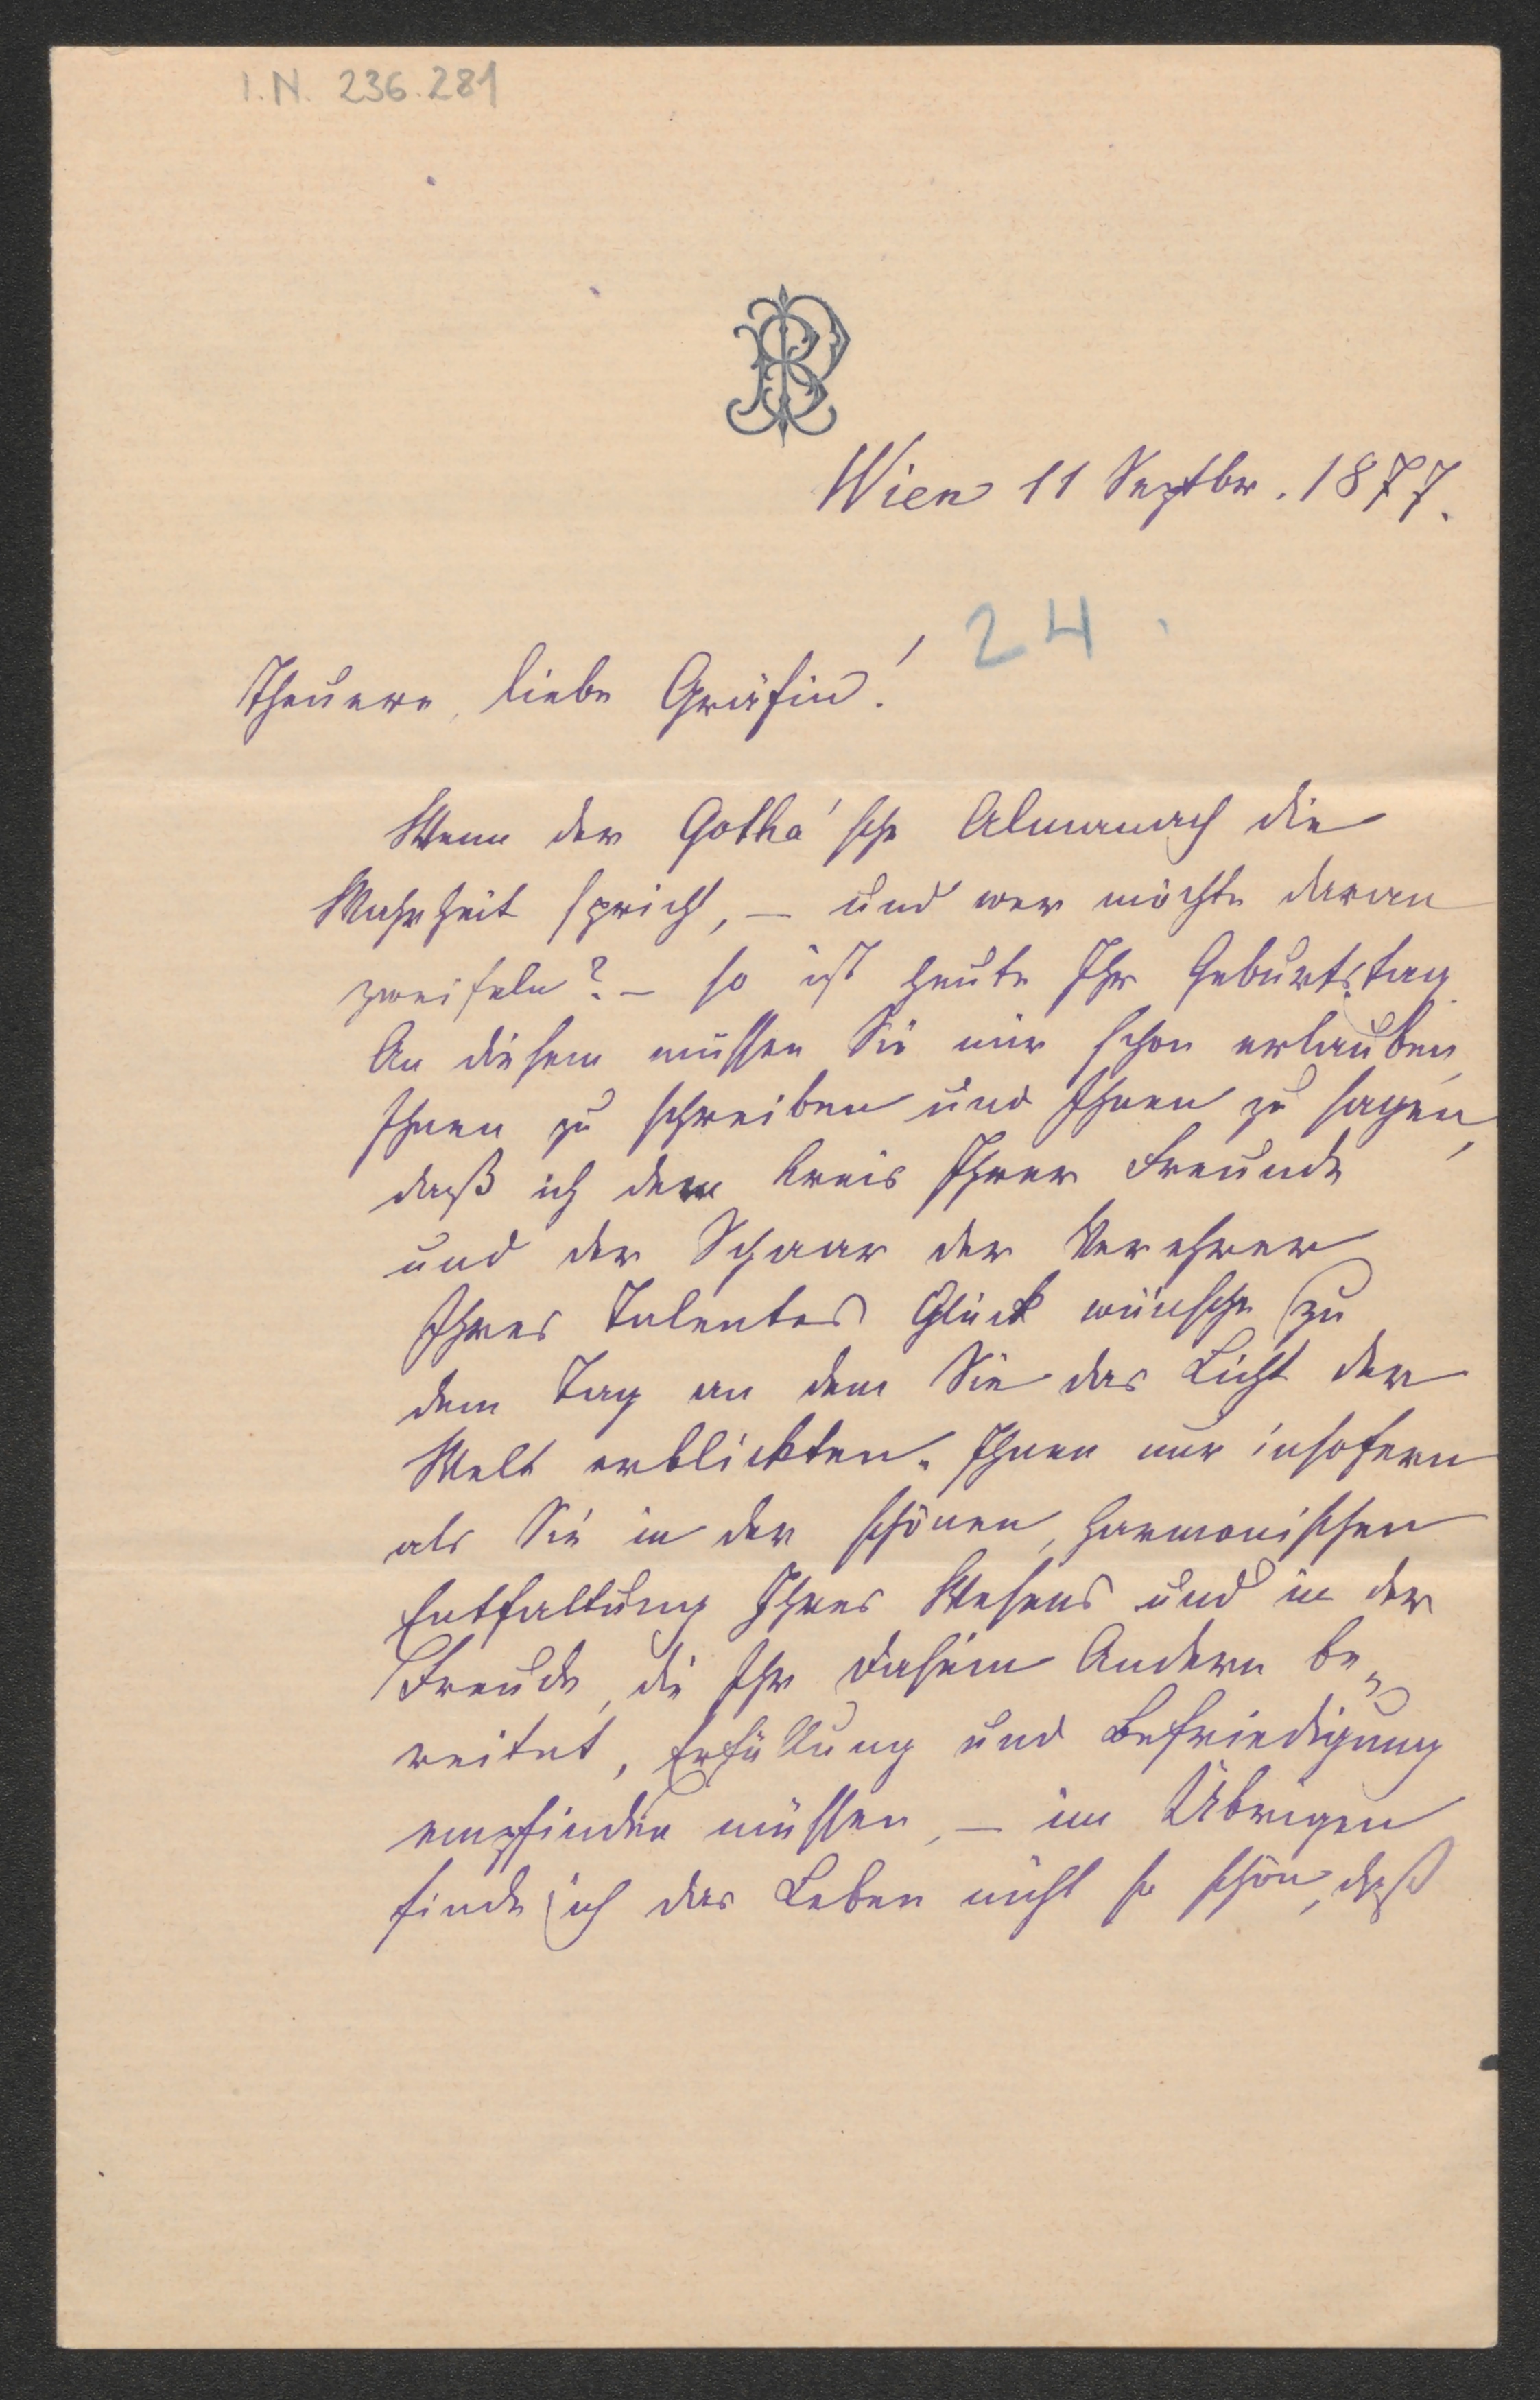 I.N. 236.281
BP
Wien 11 Septbr. 1877.
24.
Theuere, liebe Gräfin!
Wenn der Gotha'sche Almanach die
Wahrheit spricht, – und wer möchte daran
zweifeln? – so ist heute Ihr Geburtstag.
An diesem müssen Sie mir schon erlauben,
Ihnen zu schreiben und Ihnen zu sagen,
daß ich dem Kreis Ihrer Freunde
und der Schaar der Verehrer
Ihres Talentes Glück wünsche zu
dem Tag an dem Sie das Licht der
Welt erblickten. Ihnen nur insofern
als Sie in der schönen, harmonischen
Entfaltung Ihres Wesens und in der
Freude, die Ihr Dasein Andern be„
reitet, Erfüllung und Befriedigung
empfinden müssen, – im Übrigen
finde ich das Leben nicht so schön, daß